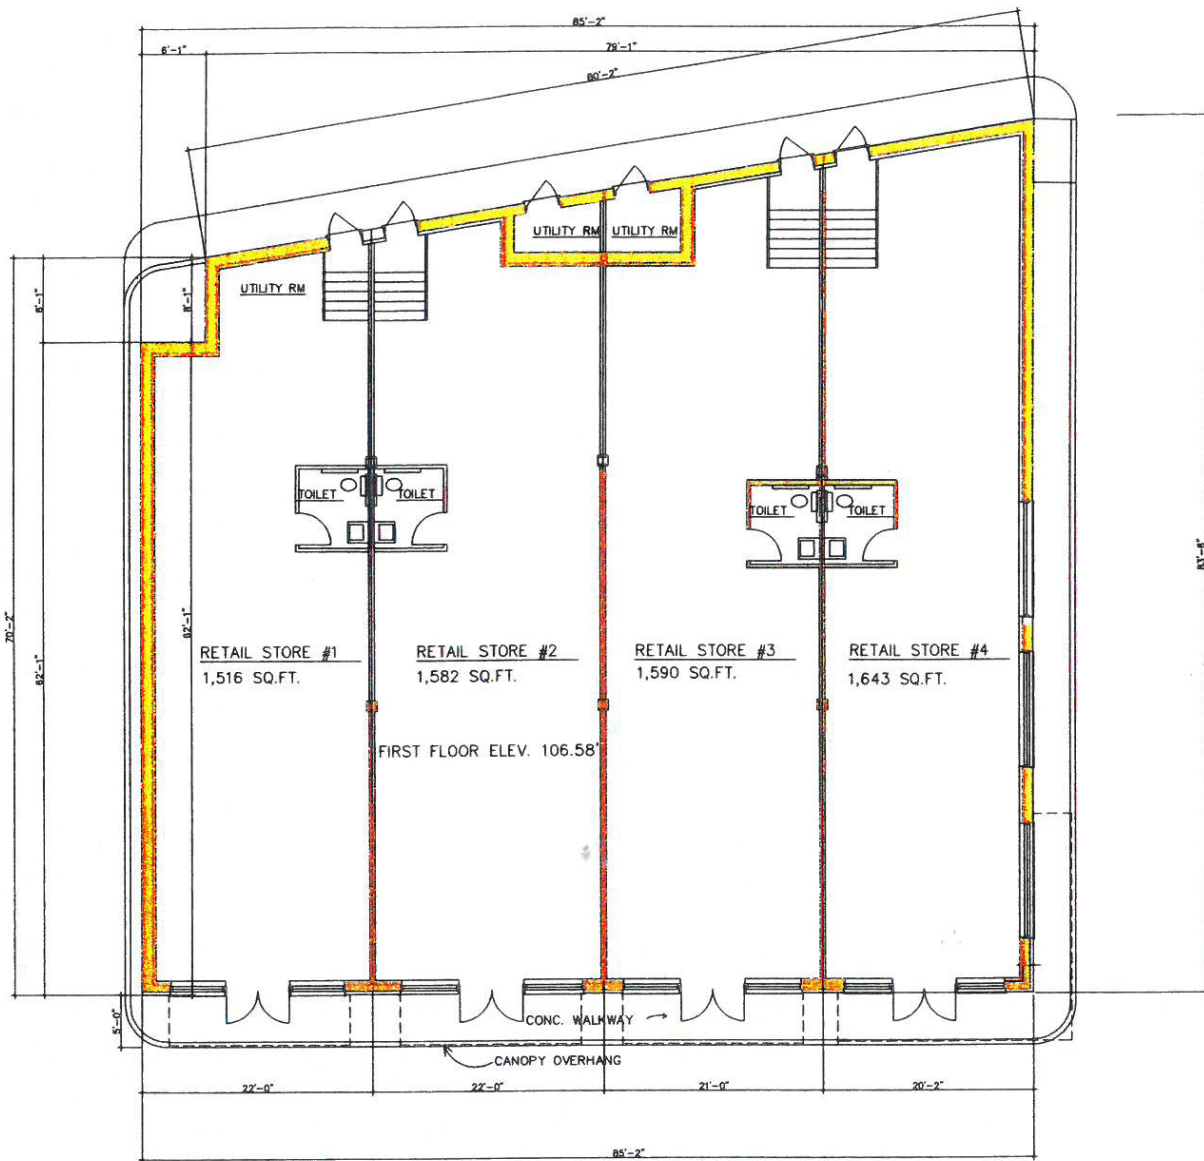 85'-2"
6'-1"
79'-1"
80'-2"
UTILITY RM
UTILITY RM
UTILITY RM
8'-1"
8'-1"
TOILET
TOILET
TOILET
TOILET
70'-2"
62'-1"
62'-1"
83'-8"
RETAIL STORE #1
1,516 SQ.FT.
RETAIL STORE #2
1,582 SQ.FT.
RETAIL STORE #3
1,590 SQ.FT.
RETAIL STORE #4
1,643 SQ.FT.
FIRST FLOOR ELEV. 106.58'
5'-0"
CONC. WALKWAY
CANOPY OVERHANG
22'-0"
22'-0"
21'-0"
20'-2"
85'-2"